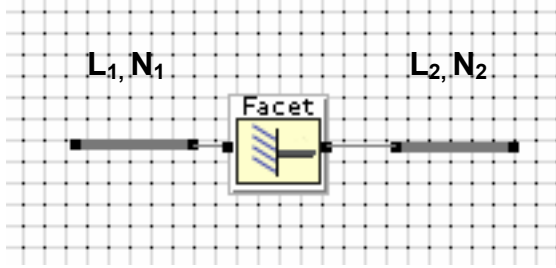 L₁, N₁
L₂, N₂
Facet